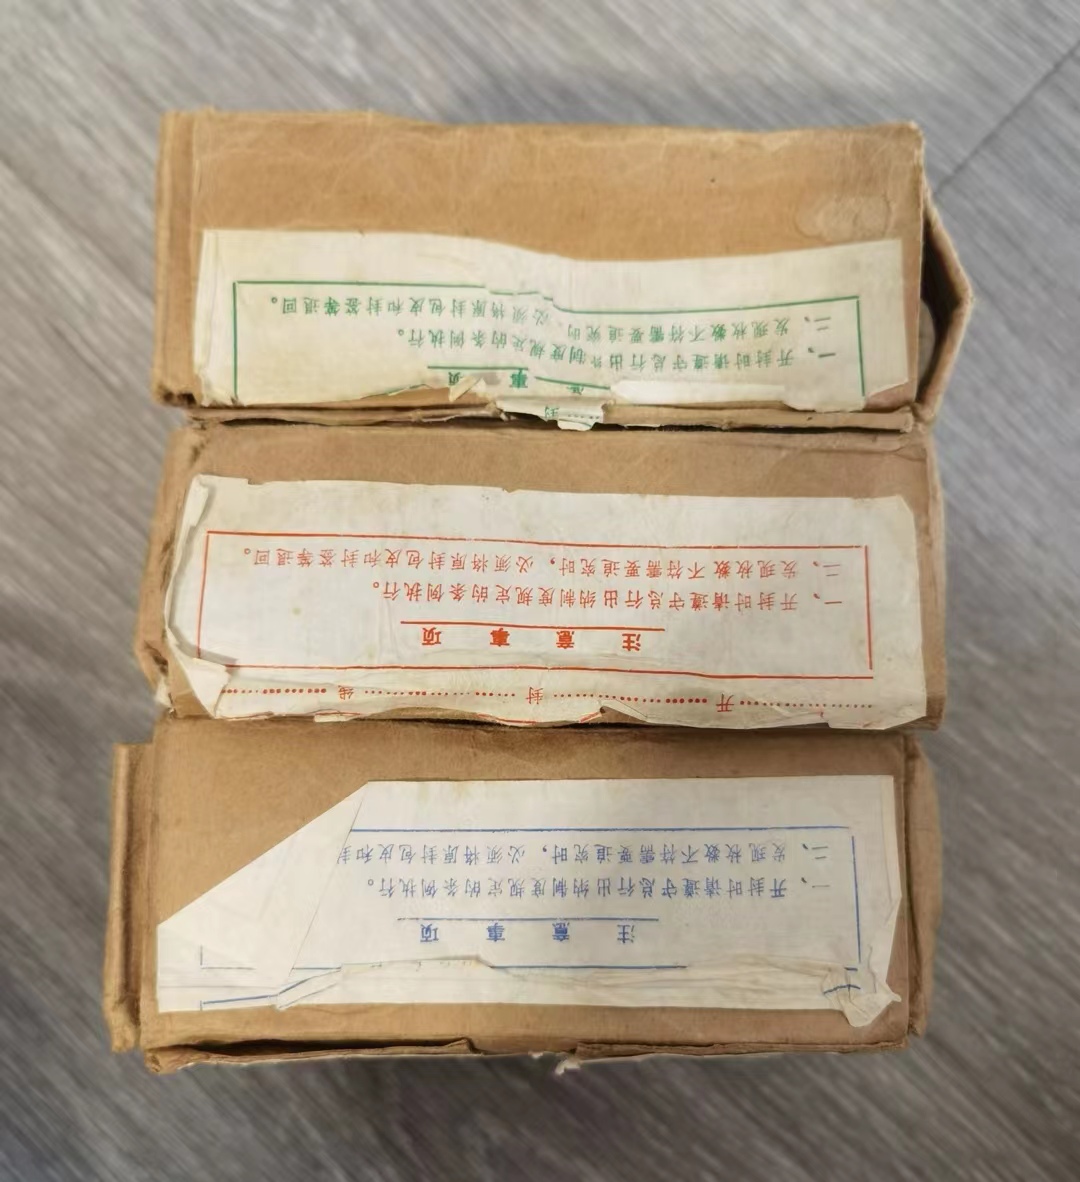 注意事项
一、开封时请遵守总行出纳制度规定的条例执行。
二、发现枚数不符需要追究时，必须将原封包皮和封
开……封……线
注意事项
一、开封时请遵守总行出纳制度规定的条例执行。
二、发现枚数不符需要追究时，必须将原封包皮和封签等退回。
封
事项
一、开封时请遵守总行出纳制度规定的条例执行。
二、发现枚数不符需要追究时，必须将原封包皮和封签等退回。